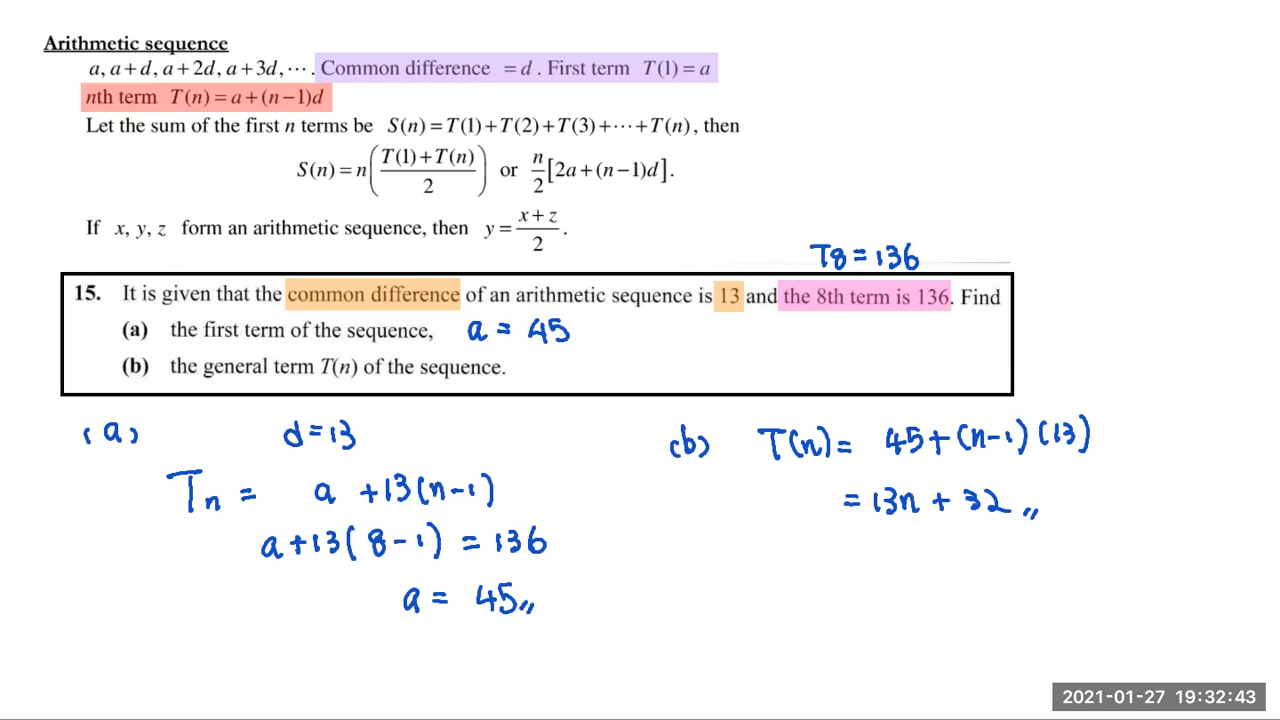 Arithmetic sequence
a, a+d, a+2d, a+3d, ⋯. Common difference = d. First term T(1) = a
nth term T(n) = a+(n−1)d
Let the sum of the first n terms be S(n) = T(1)+T(2)+T(3)+⋯+T(n), then
S(n) = n((T(1)+T(n))/2) or n/2[2a+(n−1)d].
If x, y, z form an arithmetic sequence, then y = (x+z)/2.
T8 = 136
15. It is given that the common difference of an arithmetic sequence is 13 and the 8th term is 136. Find
(a) the first term of the sequence, a = 45
(b) the general term T(n) of the sequence.
(a) d = 13
Tn = a +13(n−1)
a+13(8−1) = 136
a = 45,,
(b) T(n) = 45+(n−1)(13)
= 13n + 32,,
2021-01-27 19:32:43